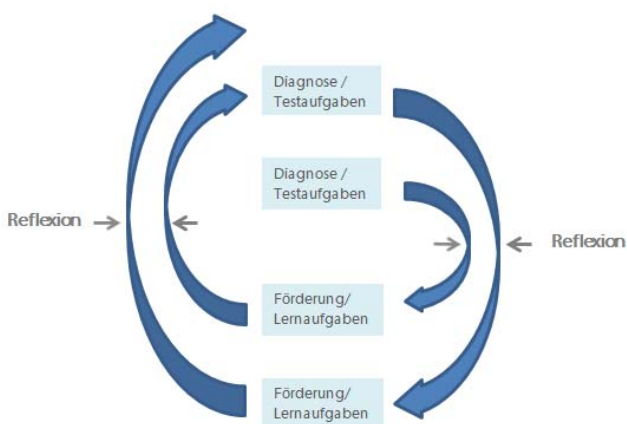 Diagnose /
Testaufgaben
Diagnose /
Testaufgaben
Reflexion
Reflexion
Förderung/
Lernaufgaben
Förderung/
Lernaufgaben